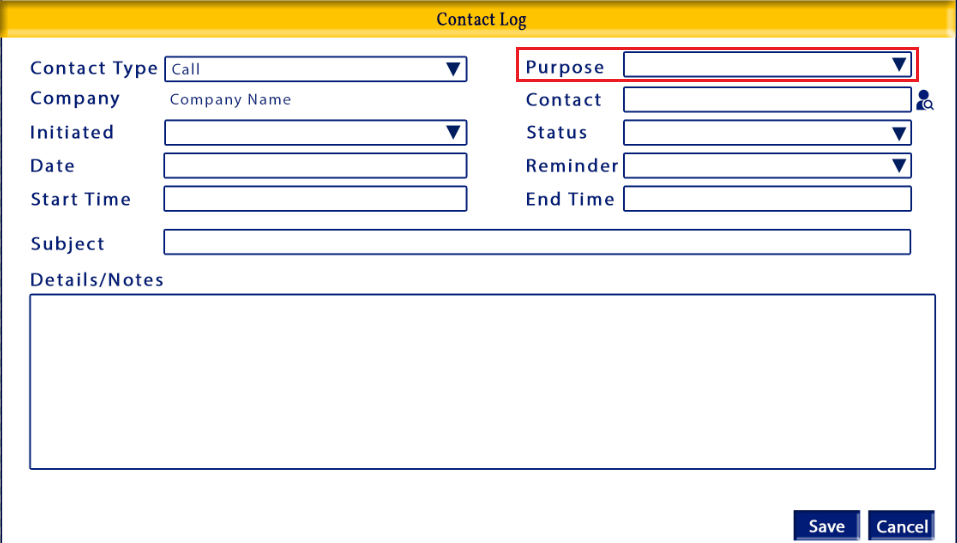 Contact Log
Contact Type Call Purpose
Company Company Name Contact
Initiated Status
Date Reminder
Start Time End Time
Subject
Details/Notes
Save Cancel